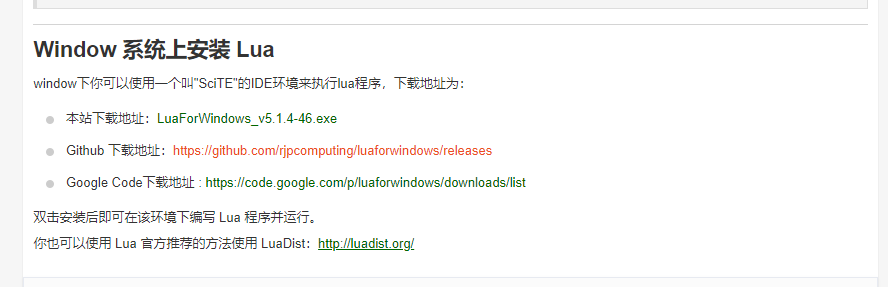 Window 系统上安装 Lua
window下你可以使用一个叫"SciTE"的IDE环境来执行lua程序，下载地址为：
本站下载地址：LuaForWindows_v5.1.4-46.exe
Github 下载地址：https://github.com/rjpcomputing/luaforwindows/releases
Google Code下载地址 : https://code.google.com/p/luaforwindows/downloads/list
双击安装后即可在该环境下编写 Lua 程序并运行。
你也可以使用 Lua 官方推荐的方法使用 LuaDist：http://luadist.org/